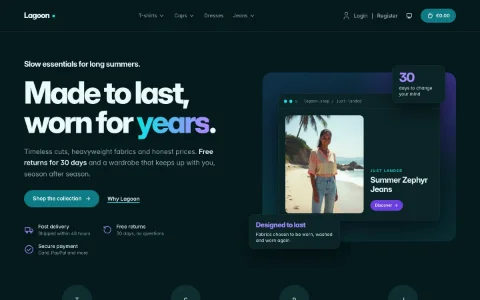 Lagoon
T-shirts
Caps
Dresses
Jeans
Login | Register
£0.00
Slow essentials for long summers.
Made to last,
worn for years.
Timeless cuts, heavyweight fabrics and honest prices. Free
returns for 30 days and a wardrobe that keeps up with you,
season after season.
Shop the collection →
Why Lagoon
Fast delivery
Shipped within 48 hours
Free returns
30 days, no questions
Secure payment
Card, PayPal and more
30
days to change
your mind
lagoon.shop / just landed
JUST LANDED
Summer Zephyr
Jeans
Discover →
Designed to last
Fabrics chosen to be worn, washed
and worn again